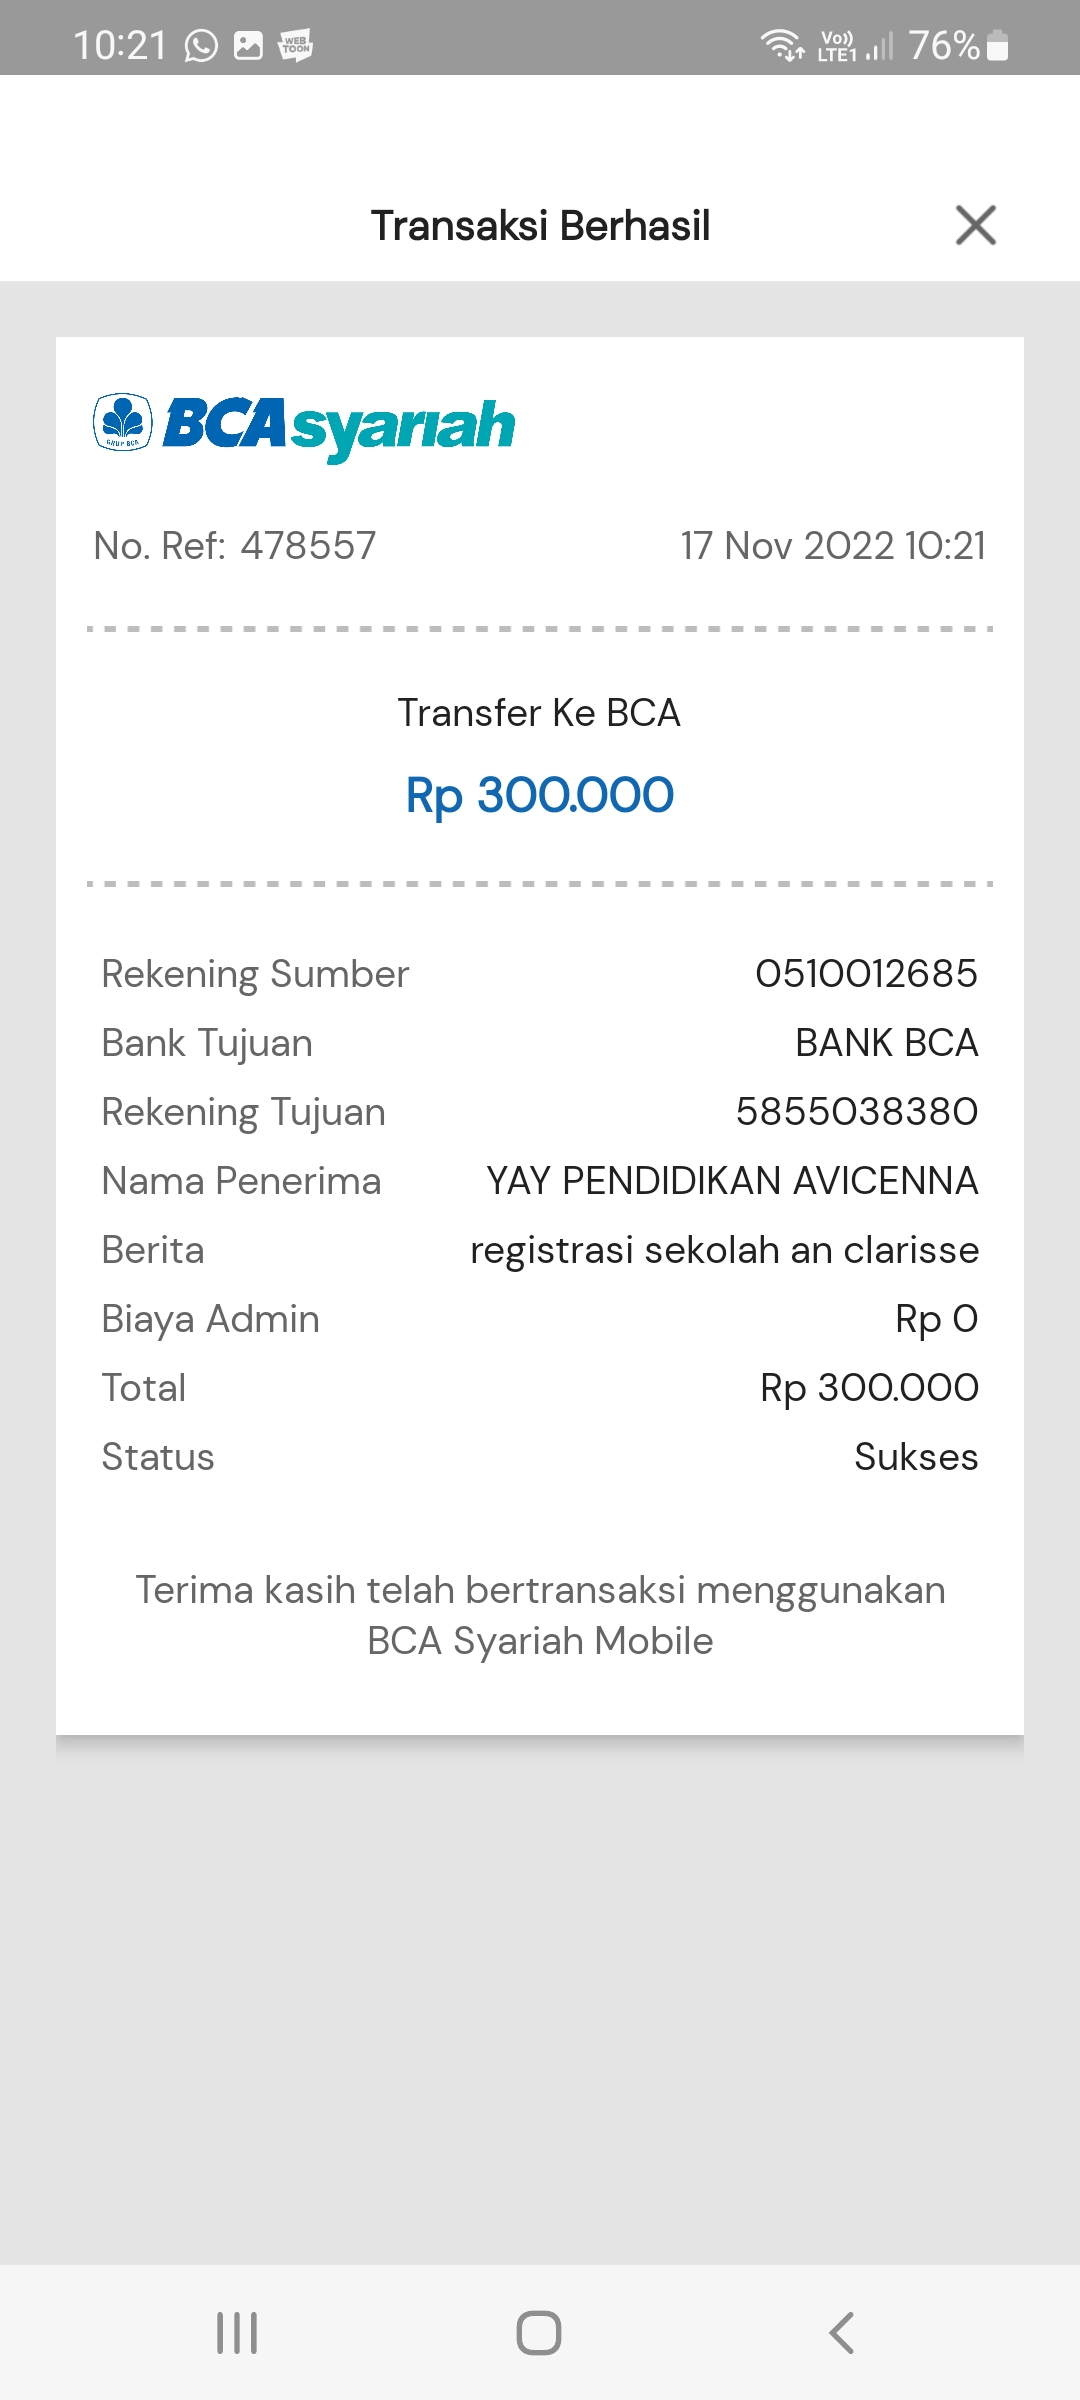 10:21 WEB TOON Vo)) LTE1 76%
Transaksi Berhasil
GRUP BCA BCA syariah
No. Ref: 478557 17 Nov 2022 10:21
Transfer Ke BCA
Rp 300.000
Rekening Sumber 0510012685
Bank Tujuan BANK BCA
Rekening Tujuan 5855038380
Nama Penerima YAY PENDIDIKAN AVICENNA
Berita registrasi sekolah an clarisse
Biaya Admin Rp 0
Total Rp 300.000
Status Sukses
Terima kasih telah bertransaksi menggunakan
BCA Syariah Mobile